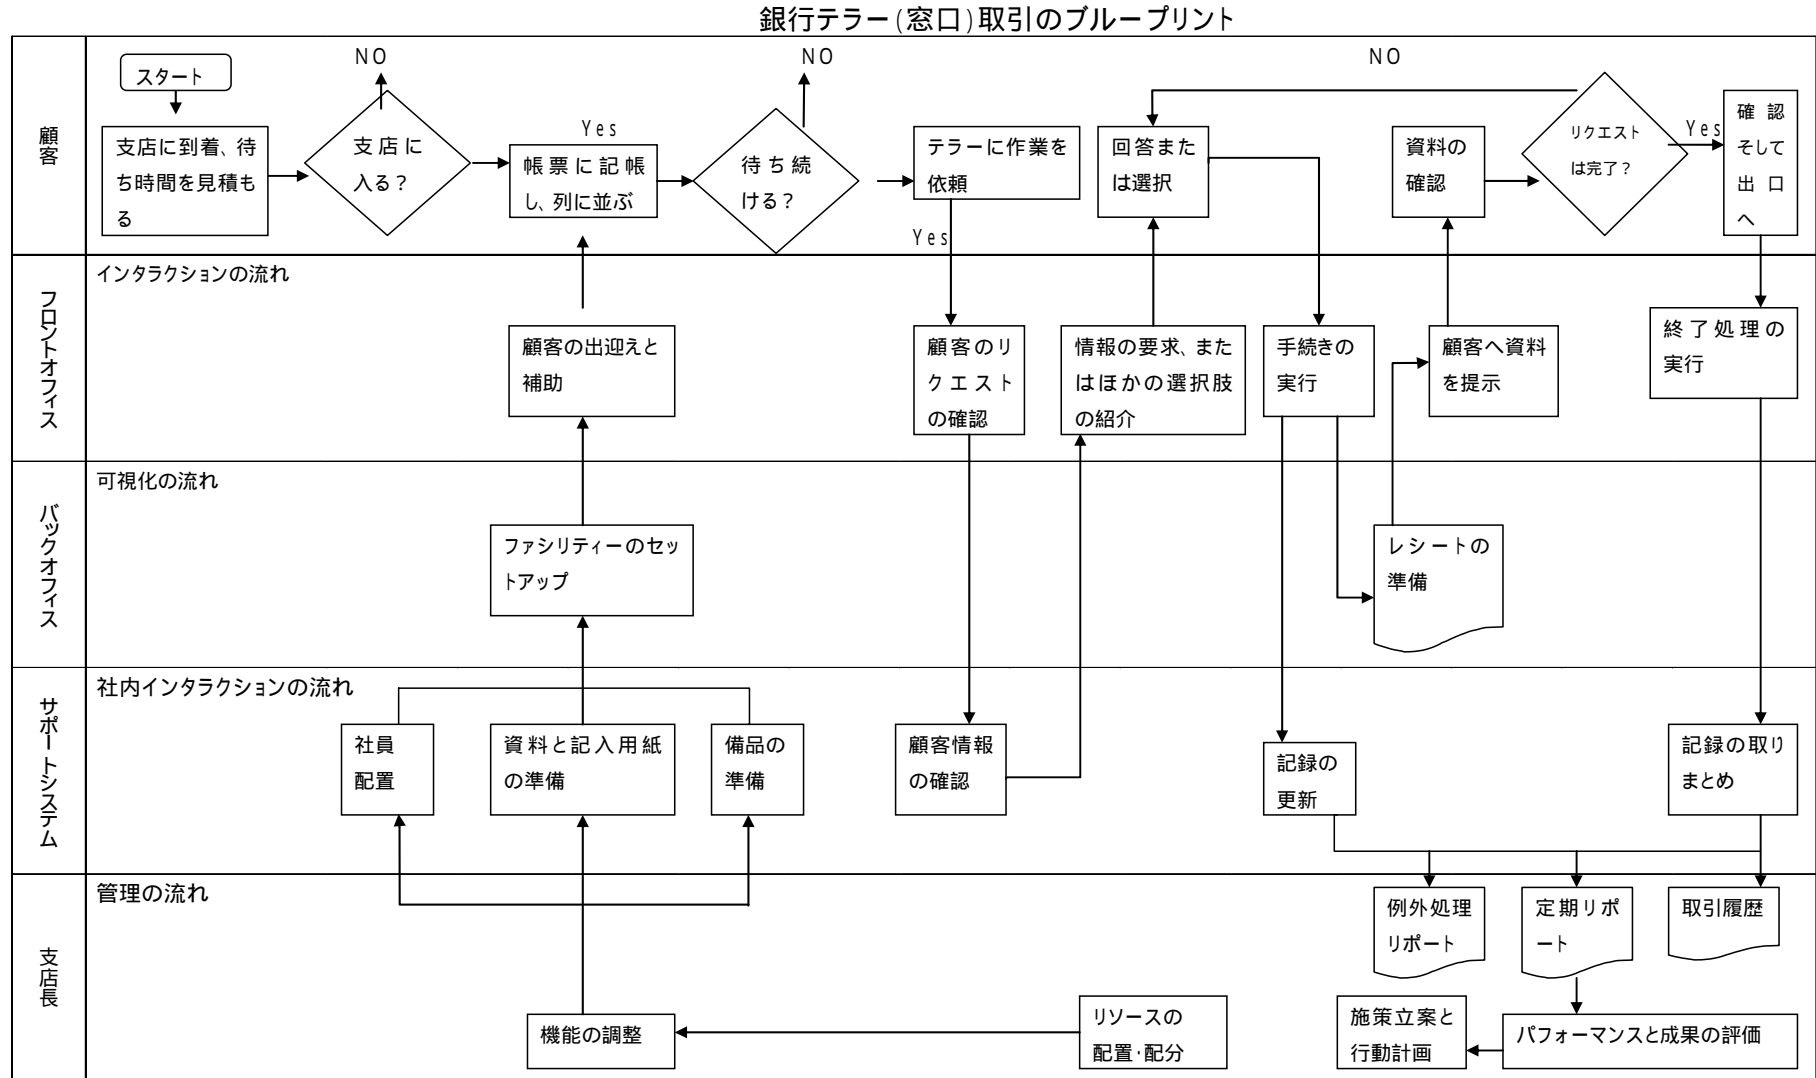 銀行テラー(窓口)取引のブループリント
顧客
スタート
支店に到着、待
ち時間を見積も
る
NO
支店に
入る?
Yes
帳票に記帳
し、列に並ぶ
NO
待ち続
ける?
Yes
テラーに作業を
依頼
回答また
は選択
資料の
確認
NO
リクエスト
は完了?
Yes
確認
そして
出口
へ
フロントオフィス
インタラクションの流れ
顧客の出迎えと
補助
顧客のリ
クエスト
の確認
情報の要求、また
はほかの選択肢
の紹介
手続きの
実行
顧客へ資料
を提示
終了処理の
実行
バックオフィス
可視化の流れ
ファシリティーのセッ
トアップ
レシートの
準備
サポートシステム
社内インタラクションの流れ
社員
配置
資料と記入用紙
の準備
備品の
準備
顧客情報
の確認
記録の
更新
記録の取り
まとめ
支店長
管理の流れ
例外処理
リポート
定期リポ
ート
取引履歴
機能の調整
リソースの
配置・配分
施策立案と
行動計画
パフォーマンスと成果の評価